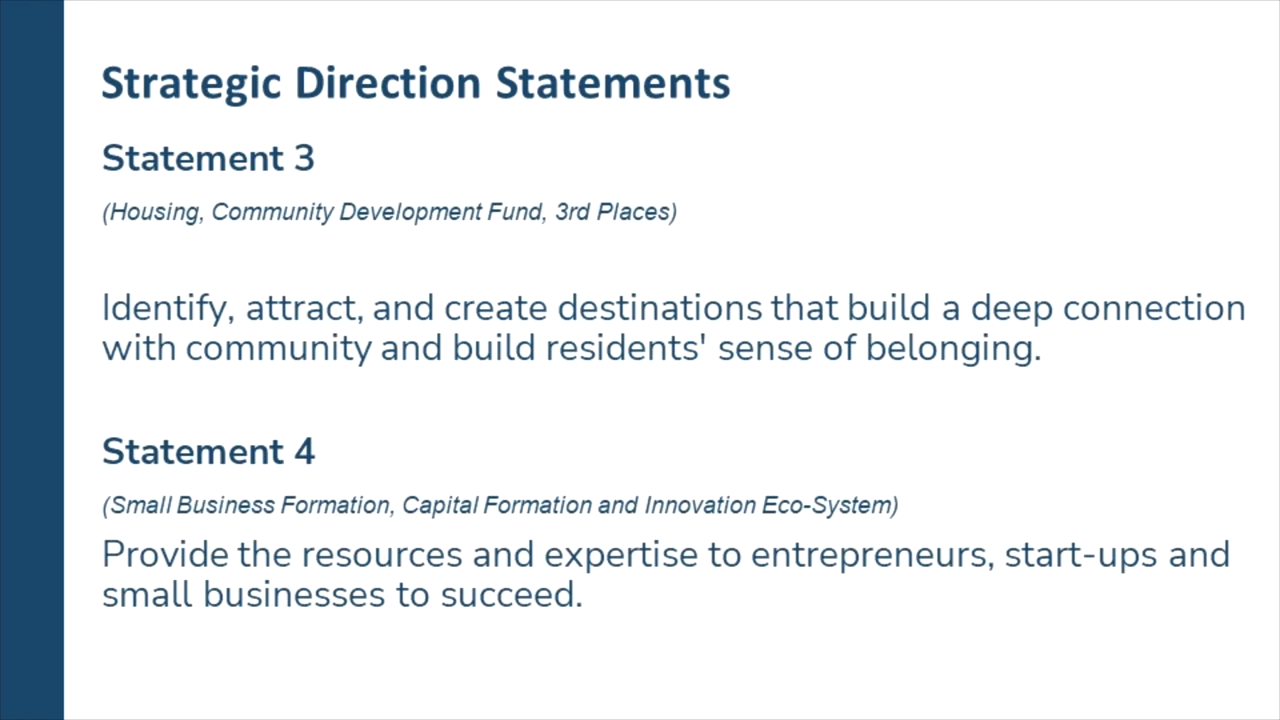 Strategic Direction Statements
Statement 3
(Housing, Community Development Fund, 3rd Places)
Identify, attract, and create destinations that build a deep connection
with community and build residents' sense of belonging.
Statement 4
(Small Business Formation, Capital Formation and Innovation Eco-System)
Provide the resources and expertise to entrepreneurs, start-ups and
small businesses to succeed.